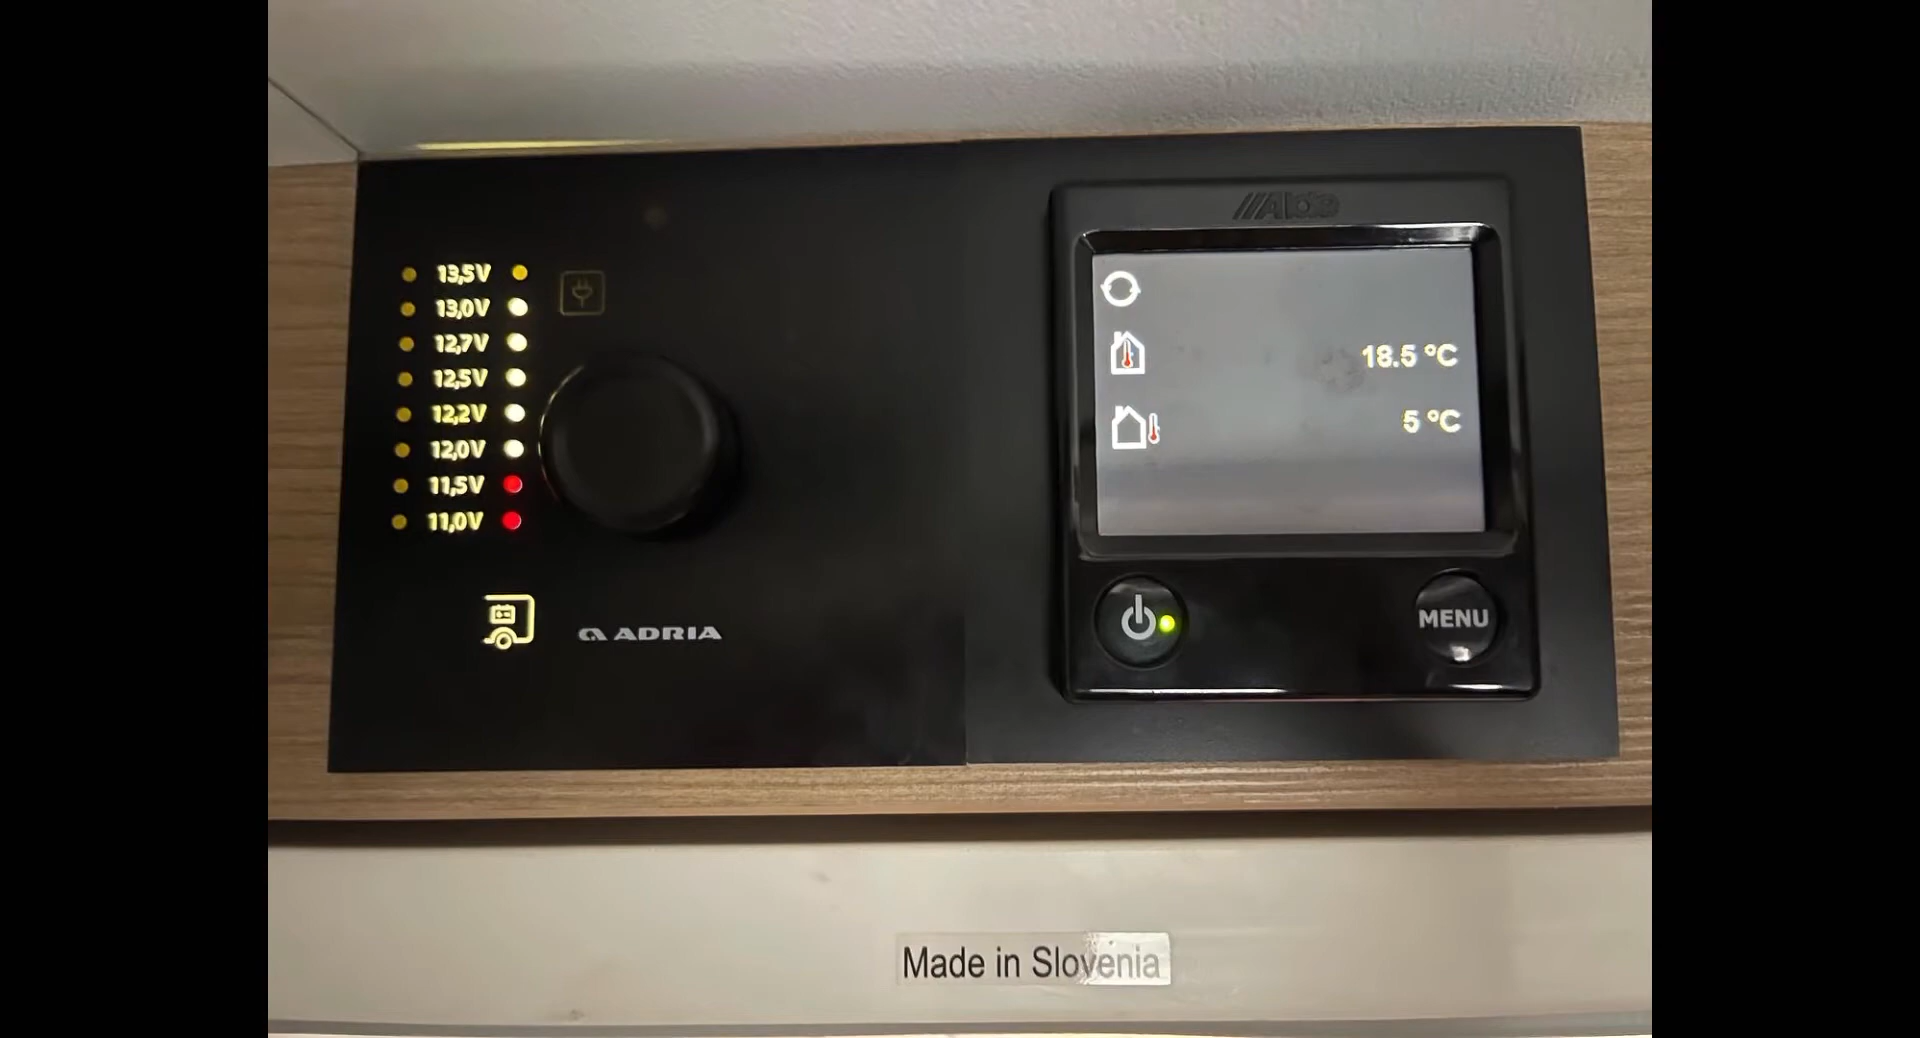 Alde
13,5V
13,0V
12,7V
12,5V
12,2V
12,0V
11,5V
11,0V
ADRIA
18.5 °C
5 °C
MENU
Made in Slovenia